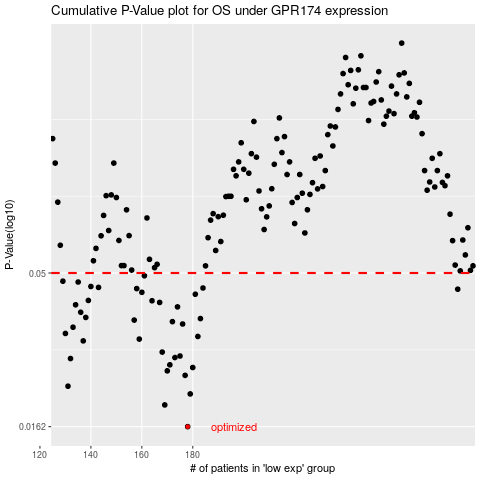 Cumulative P-Value plot for OS under GPR174 expression
P-Value(log10)
0.05
0.0162
optimized
120 140 160 180
# of patients in 'low exp' group